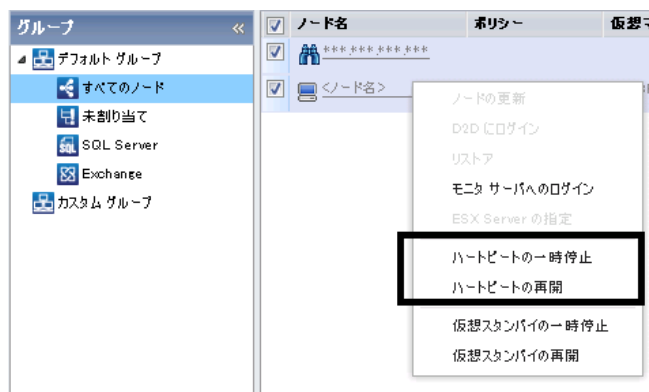 グループ «
デフォルト グループ
すべてのノード
未割り当て
SQL Server
Exchange
カスタム グループ
ノード名 ポリシー 仮想マ
***.***.***.***
<ノード名>
ノードの更新
D2D にログイン
リストア
モニタ サーバへのログイン
ESX Server の指定
ハートビートの一時停止
ハートビートの再開
仮想スタンバイの一時停止
仮想スタンバイの再開